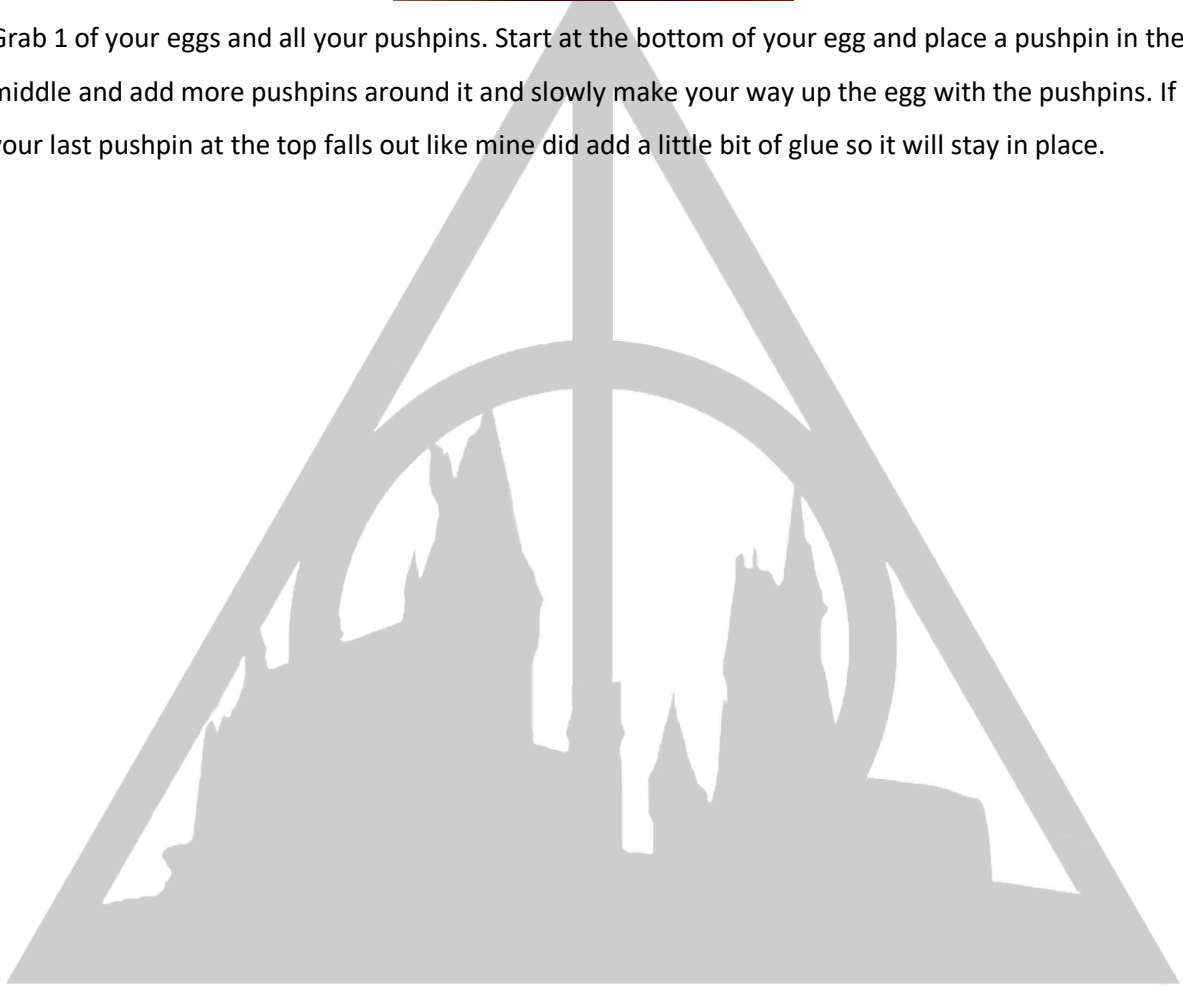 Grab 1 of your eggs and all your pushpins. Start at the bottom of your egg and place a pushpin in the
middle and add more pushpins around it and slowly make your way up the egg with the pushpins. If
your last pushpin at the top falls out like mine did add a little bit of glue so it will stay in place.